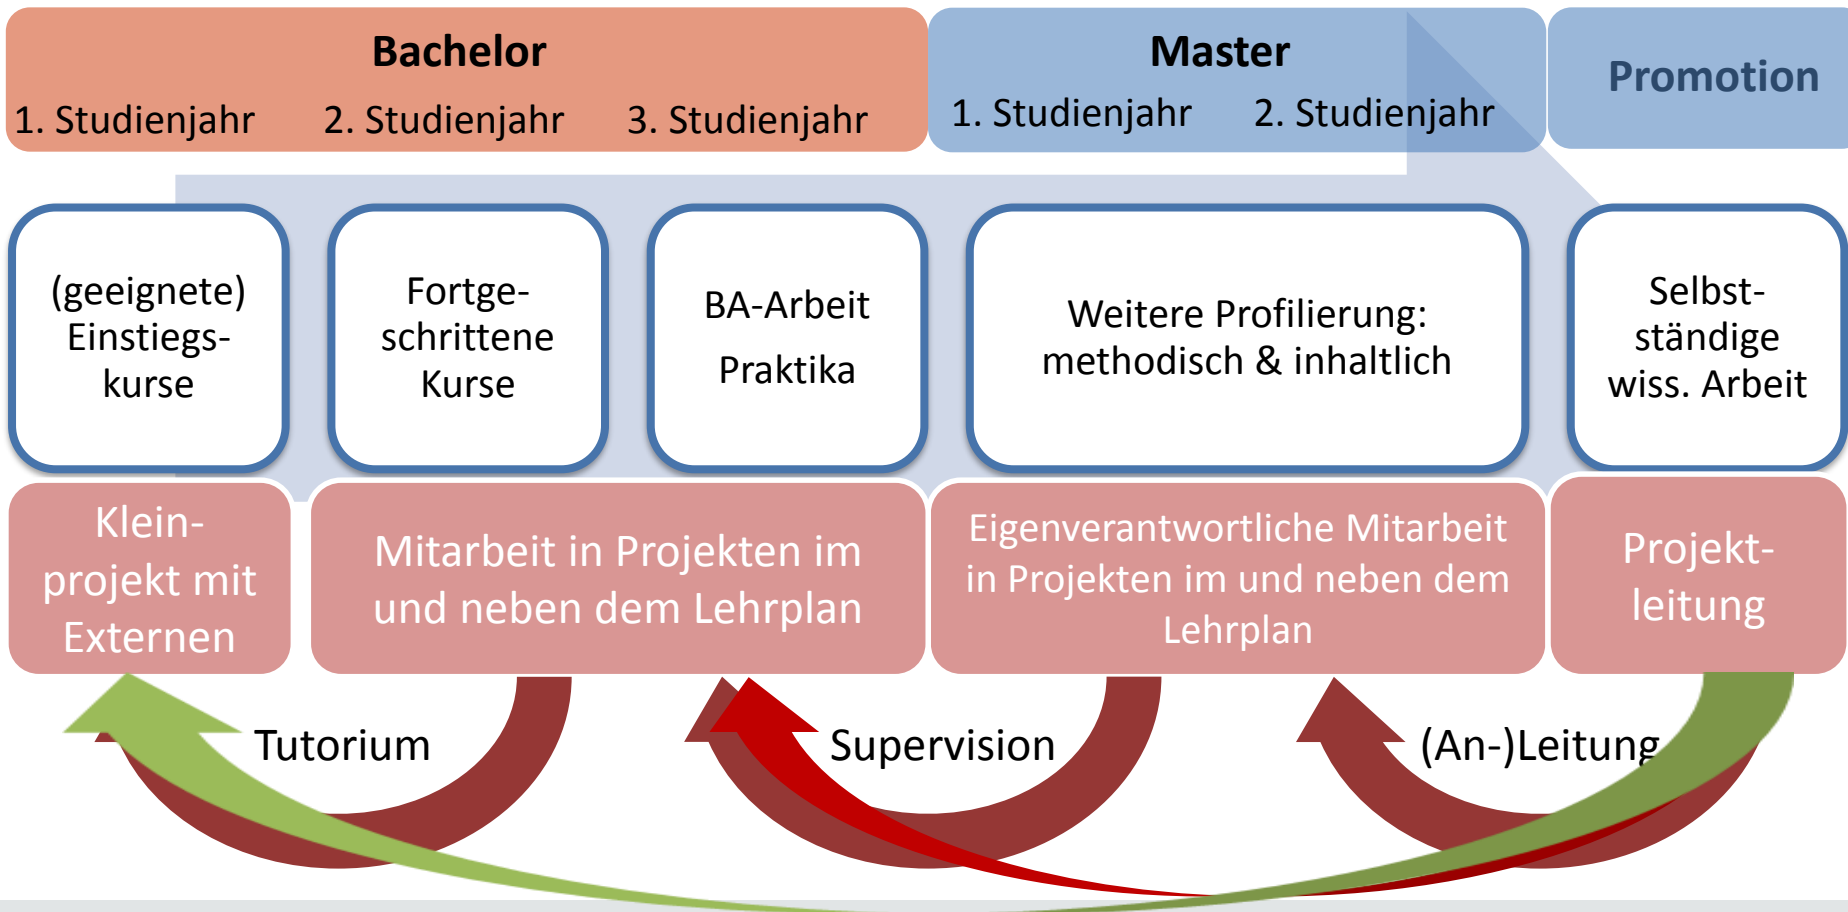 Bachelor
1. Studienjahr 2. Studienjahr 3. Studienjahr
Master
1. Studienjahr 2. Studienjahr
Promotion
(geeignete)
Einstiegs-
kurse
Fortge-
schrittene
Kurse
BA-Arbeit
Praktika
Weitere Profilierung:
methodisch & inhaltlich
Selbst-
ständige
wiss. Arbeit
Klein-
projekt mit
Externen
Mitarbeit in Projekten im
und neben dem Lehrplan
Eigenverantwortliche Mitarbeit
in Projekten im und neben dem
Lehrplan
Projekt-
leitung
Tutorium
Supervision
(An-)Leitung